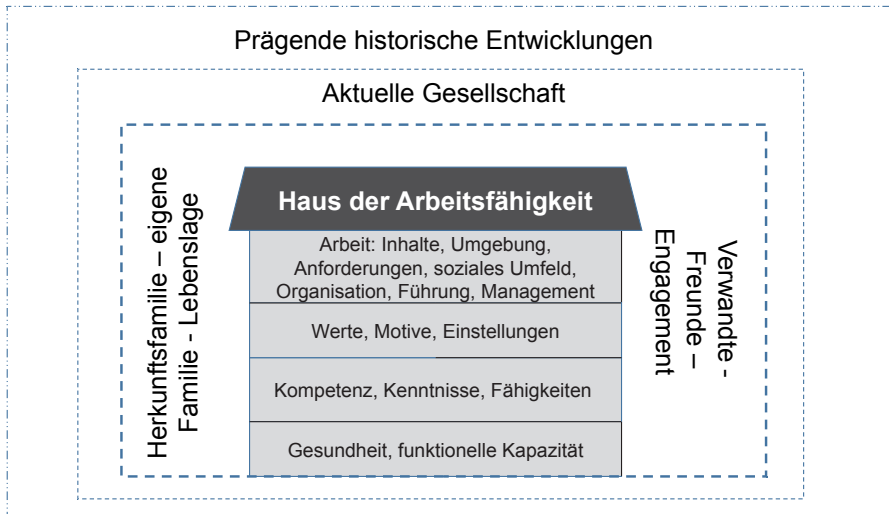 Prägende historische Entwicklungen
Aktuelle Gesellschaft
Herkunftsfamilie – eigene
Familie - Lebenslage
Haus der Arbeitsfähigkeit
Arbeit: Inhalte, Umgebung,
Anforderungen, soziales Umfeld,
Organisation, Führung, Management
Werte, Motive, Einstellungen
Kompetenz, Kenntnisse, Fähigkeiten
Gesundheit, funktionelle Kapazität
Verwandte -
Freunde –
Engagement